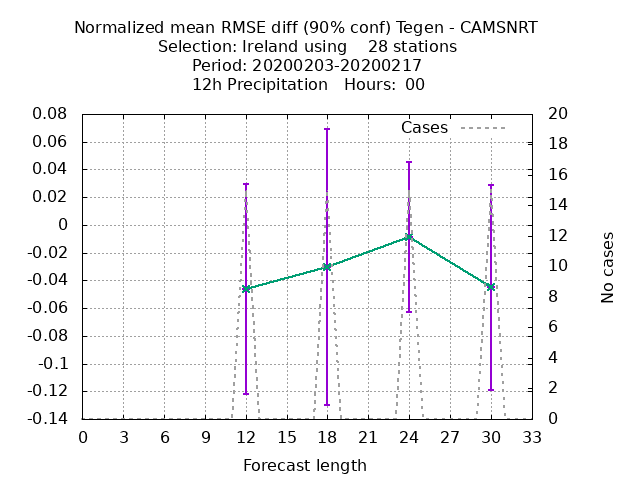 Normalized mean RMSE diff (90% conf) Tegen - CAMSNRT
Selection: Ireland using    28 stations
Period: 20200203-20200217
12h Precipitation   Hours:  00
Cases
0.08
0.06
0.04
0.02
0
-0.02
-0.04
-0.06
-0.08
-0.1
-0.12
-0.14
20
18
16
14
12
10
8
6
4
2
0
No cases
0 3 6 9 12 15 18 21 24 27 30 33
Forecast length